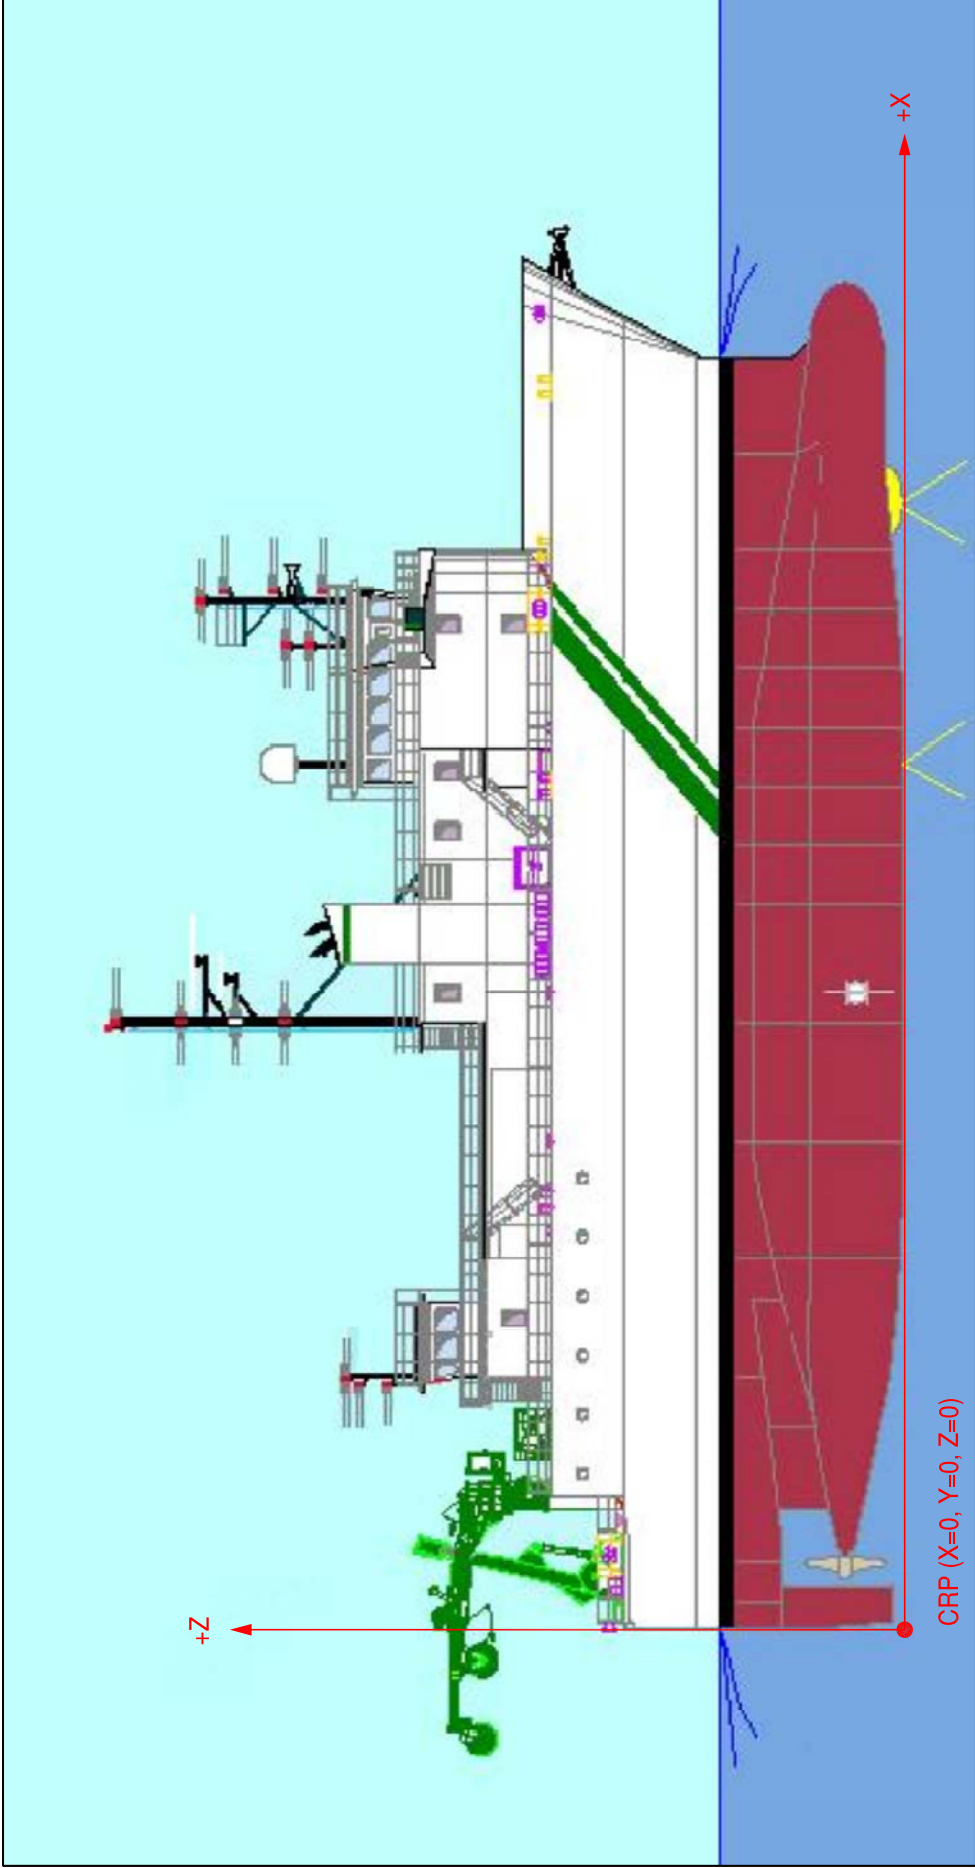 +Z
+X
CRP (X=0, Y=0, Z=0)